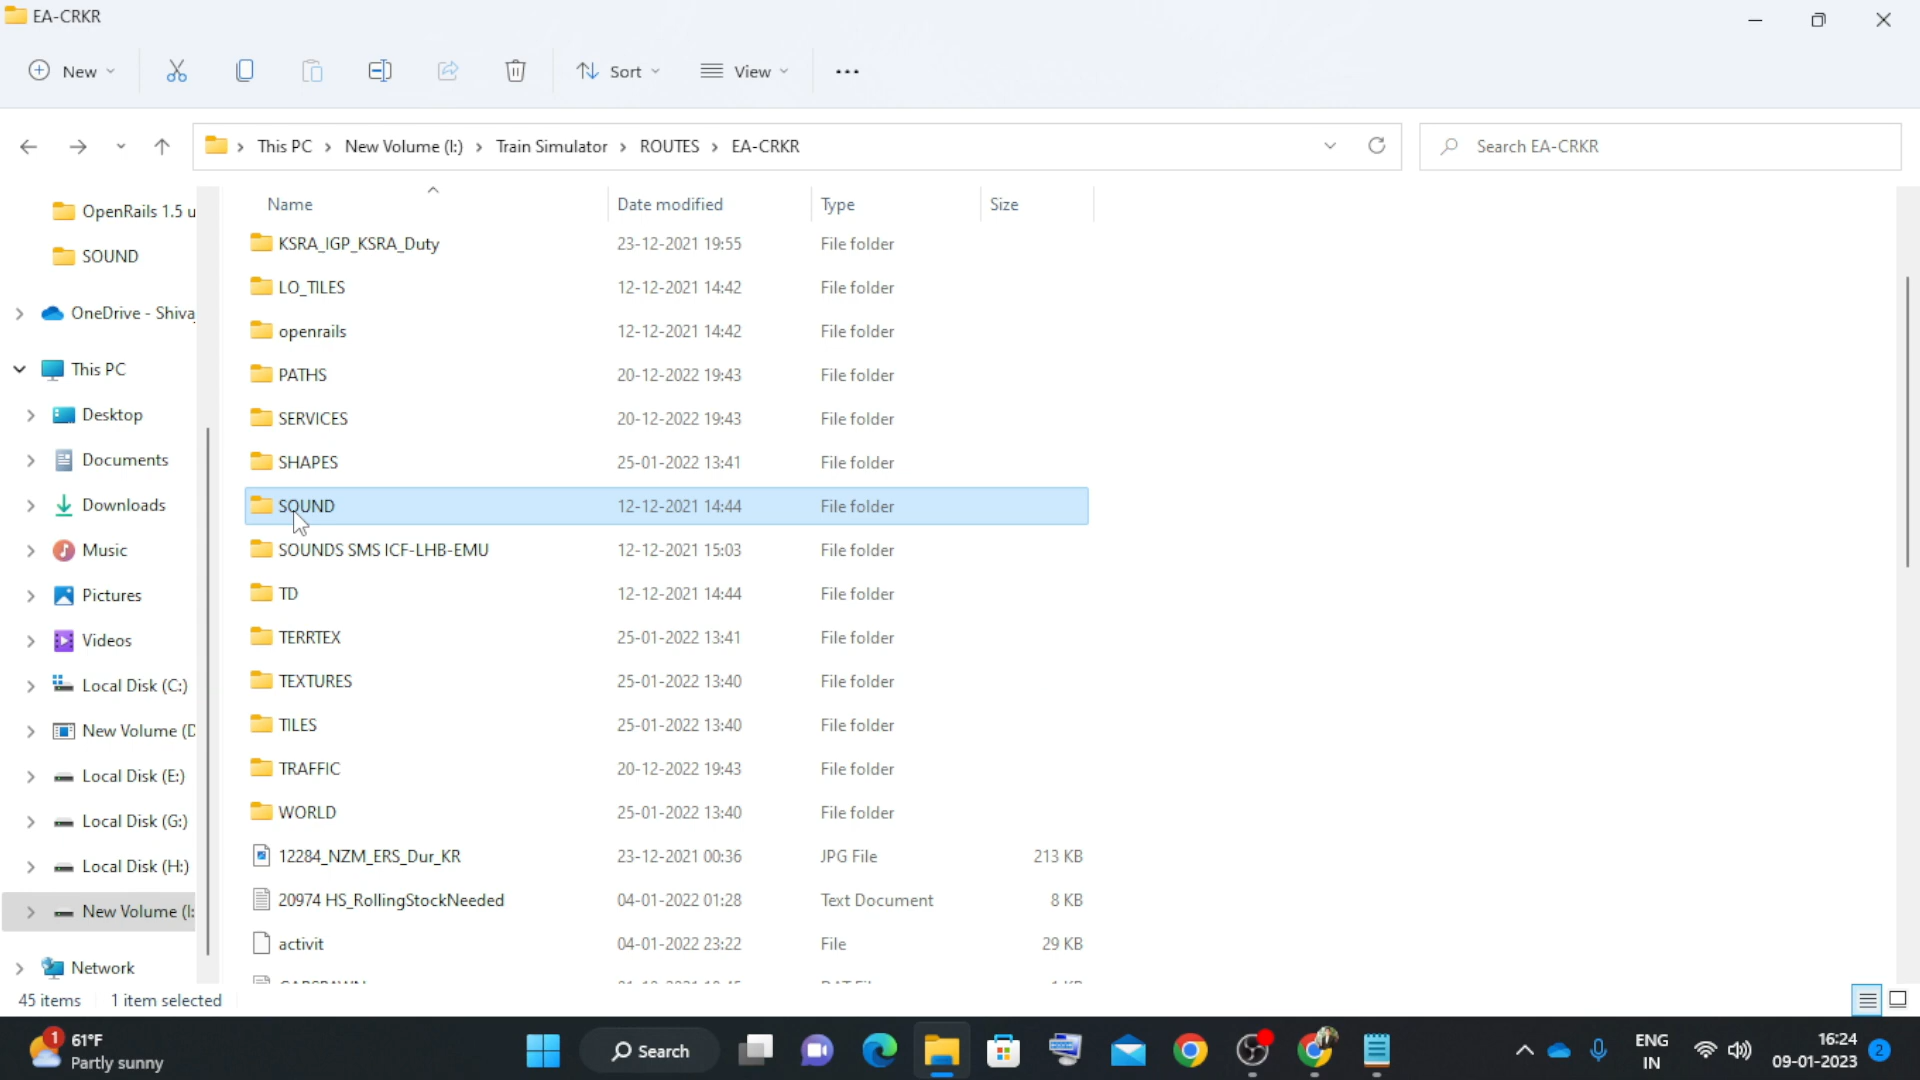 EA-CRKR
New
Sort
View
This PC > New Volume (I:) > Train Simulator > ROUTES > EA-CRKR
Search EA-CRKR
OpenRails 1.5 u
SOUND
OneDrive - Shiva
This PC
Desktop
Documents
Downloads
Music
Pictures
Videos
Local Disk (C:)
New Volume (D
Local Disk (E:)
Local Disk (G:)
Local Disk (H:)
New Volume (I:
Network
Name Date modified Type Size
KSRA_IGP_KSRA_Duty 23-12-2021 19:55 File folder
LO_TILES 12-12-2021 14:42 File folder
openrails 12-12-2021 14:42 File folder
PATHS 20-12-2022 19:43 File folder
SERVICES 20-12-2022 19:43 File folder
SHAPES 25-01-2022 13:41 File folder
SOUND 12-12-2021 14:44 File folder
SOUNDS SMS ICF-LHB-EMU 12-12-2021 15:03 File folder
TD 12-12-2021 14:44 File folder
TERRTEX 25-01-2022 13:41 File folder
TEXTURES 25-01-2022 13:40 File folder
TILES 25-01-2022 13:40 File folder
TRAFFIC 20-12-2022 19:43 File folder
WORLD 25-01-2022 13:40 File folder
12284_NZM_ERS_Dur_KR 23-12-2021 00:36 JPG File 213 KB
20974 HS_RollingStockNeeded 04-01-2022 01:28 Text Document 8 KB
activit 04-01-2022 23:22 File 29 KB
45 items 1 item selected
1 61°F
Partly sunny
Search
ENG
IN
16:24
09-01-2023
2